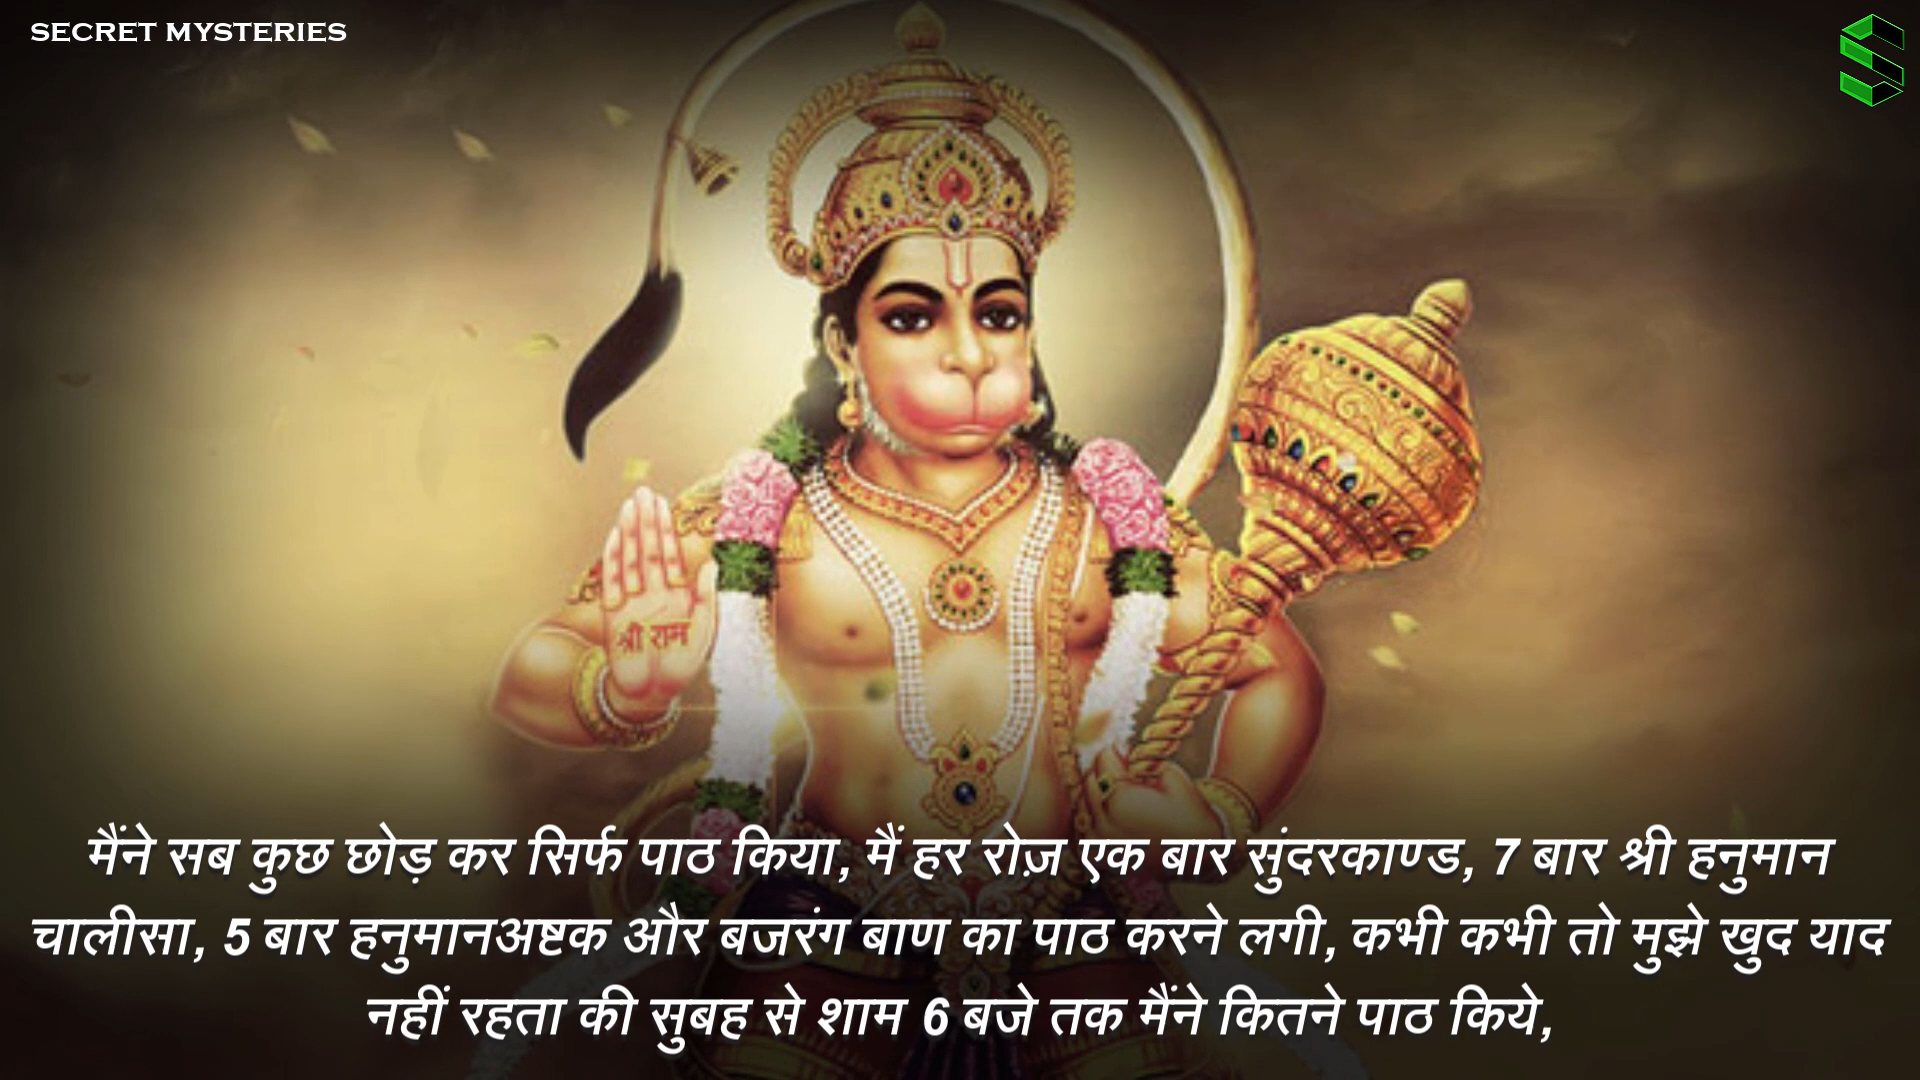 SECRET MYSTERIES
श्री राम
मैंने सब कुछ छोड़ कर सिर्फ पाठ किया, मैं हर रोज़ एक बार सुंदरकाण्ड, 7 बार श्री हनुमान
चालीसा, 5 बार हनुमानअष्टक और बजरंग बाण का पाठ करने लगी, कभी कभी तो मुझे खुद याद
नहीं रहता की सुबह से शाम 6 बजे तक मैंने कितने पाठ किये,